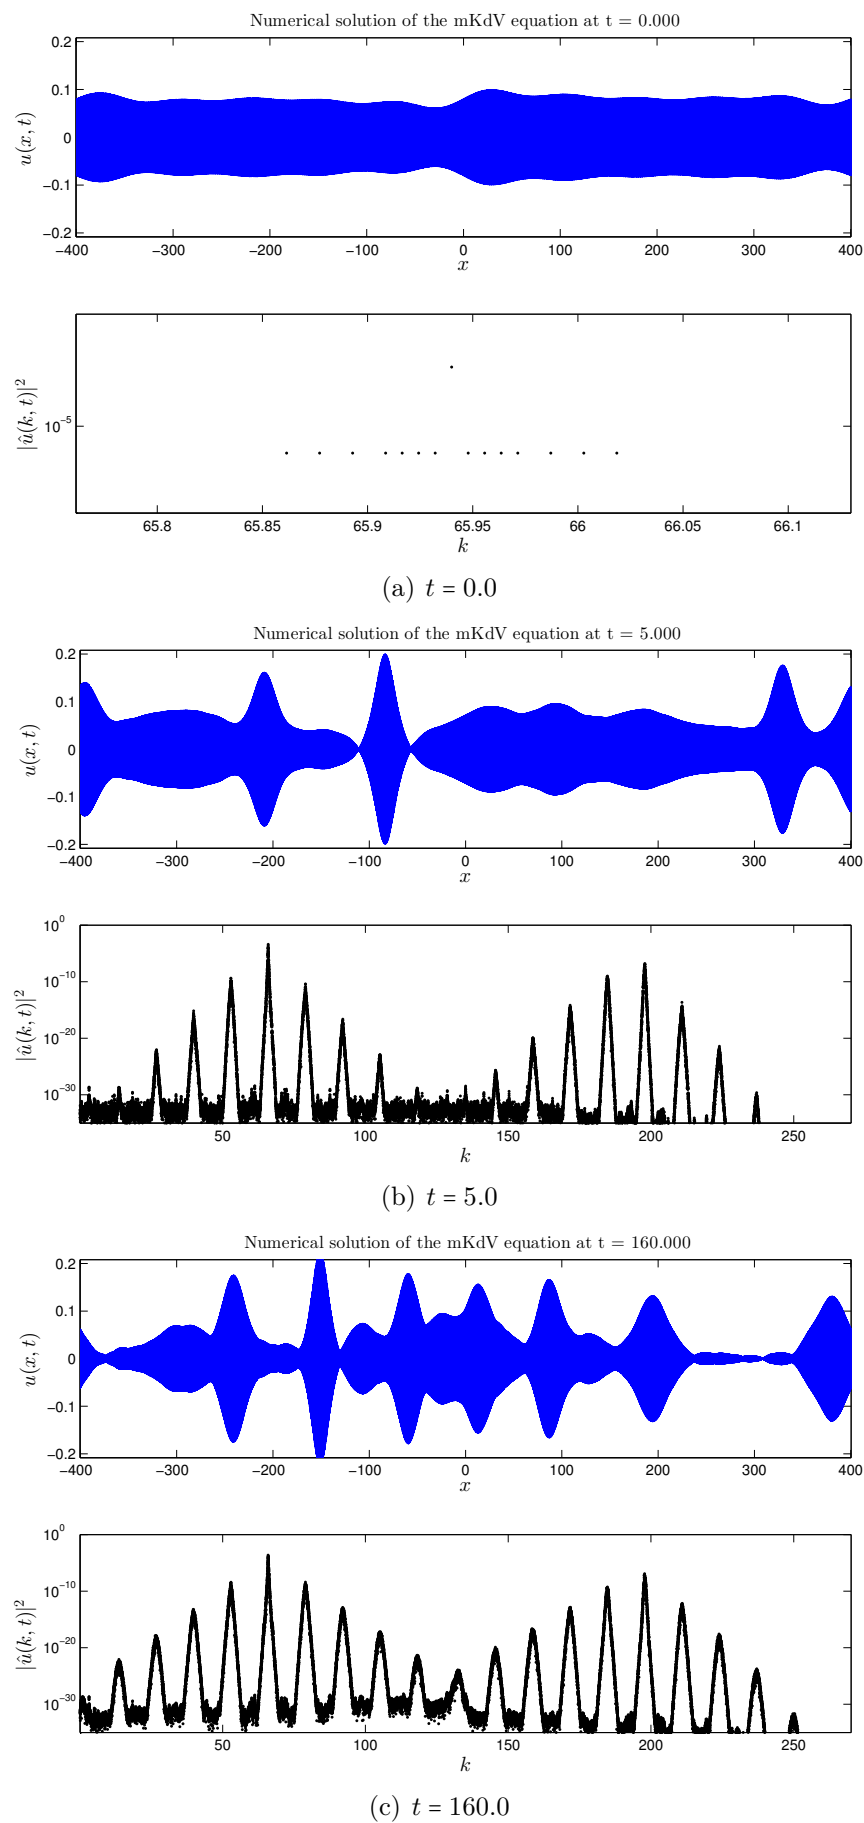 Numerical solution of the mKdV equation at t = 0.000
0.2
0.1
0
−0.1
−0.2
u(x, t)
−400 −300 −200 −100 0 100 200 300 400
x
10⁻⁵
|û(k, t)|²
65.8 65.85 65.9 65.95 66 66.05 66.1
k
(a) t = 0.0
Numerical solution of the mKdV equation at t = 5.000
0.2
0.1
0
−0.1
−0.2
u(x, t)
−400 −300 −200 −100 0 100 200 300 400
x
10⁰
10⁻¹⁰
10⁻²⁰
10⁻³⁰
|û(k, t)|²
50 100 150 200 250
k
(b) t = 5.0
Numerical solution of the mKdV equation at t = 160.000
0.2
0.1
0
−0.1
−0.2
u(x, t)
−400 −300 −200 −100 0 100 200 300 400
x
10⁰
10⁻¹⁰
10⁻²⁰
10⁻³⁰
|û(k, t)|²
50 100 150 200 250
k
(c) t = 160.0